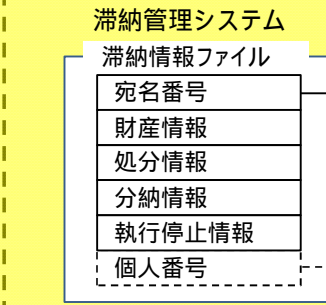 滞納管理システム
滞納情報ファイル
宛名番号
財産情報
処分情報
分納情報
執行停止情報
個人番号